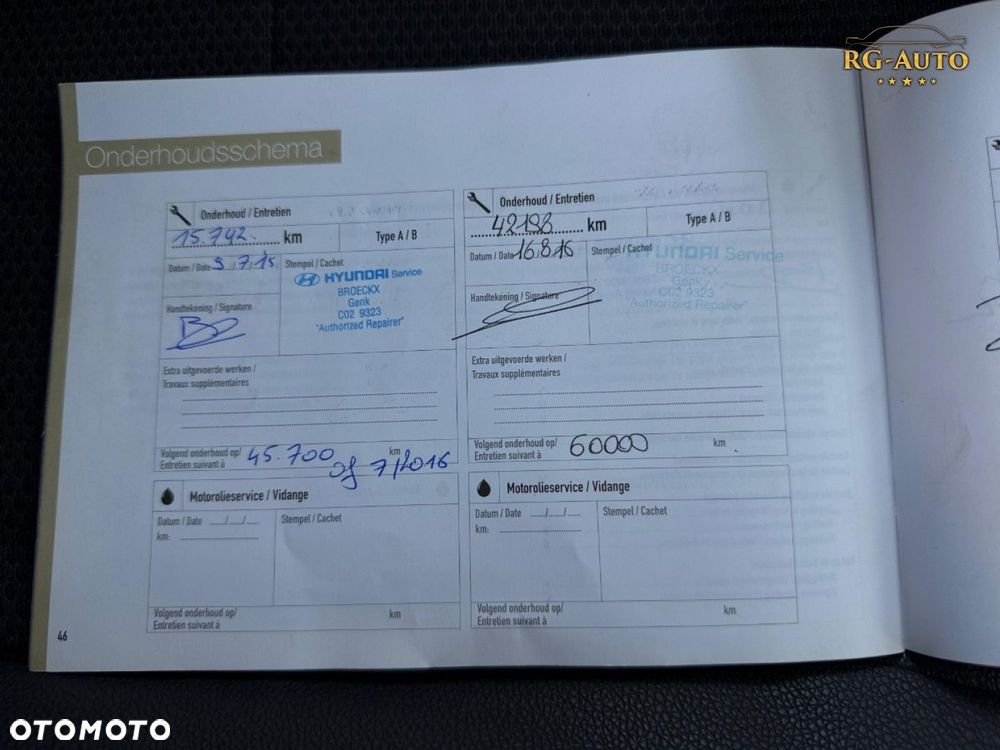 RG-AUTO
Onderhoudsschema
Onderhoud / Entretien
15.742 km
Type A / B
Datum / Date 9.7.15
Stempel / Cachet
HYUNDAI Service
BROECKX
Genk
C02 9323
"Authorized Repairer"
Handtekening / Signature
Extra uitgevoerde werken /
Travaux supplémentaires
Volgend onderhoud op/
Entretien suivant à
45.700 km
of 7/2016
Motorolieservice / Vidange
Datum / Date ..../..../....
km:
Stempel / Cachet
Volgend onderhoud op/
Entretien suivant à
km
Onderhoud / Entretien
42198 km
Type A / B
Datum / Date 16.8.16
Stempel / Cachet
HYUNDAI Service
BROECKX
Genk
C02 9323
"Authorized Repairer"
Handtekening / Signature
Extra uitgevoerde werken /
Travaux supplémentaires
Volgend onderhoud op/
Entretien suivant à
60000 km
Motorolieservice / Vidange
Datum / Date ..../..../....
km:
Stempel / Cachet
Volgend onderhoud op/
Entretien suivant à
km
46
OTOMOTO